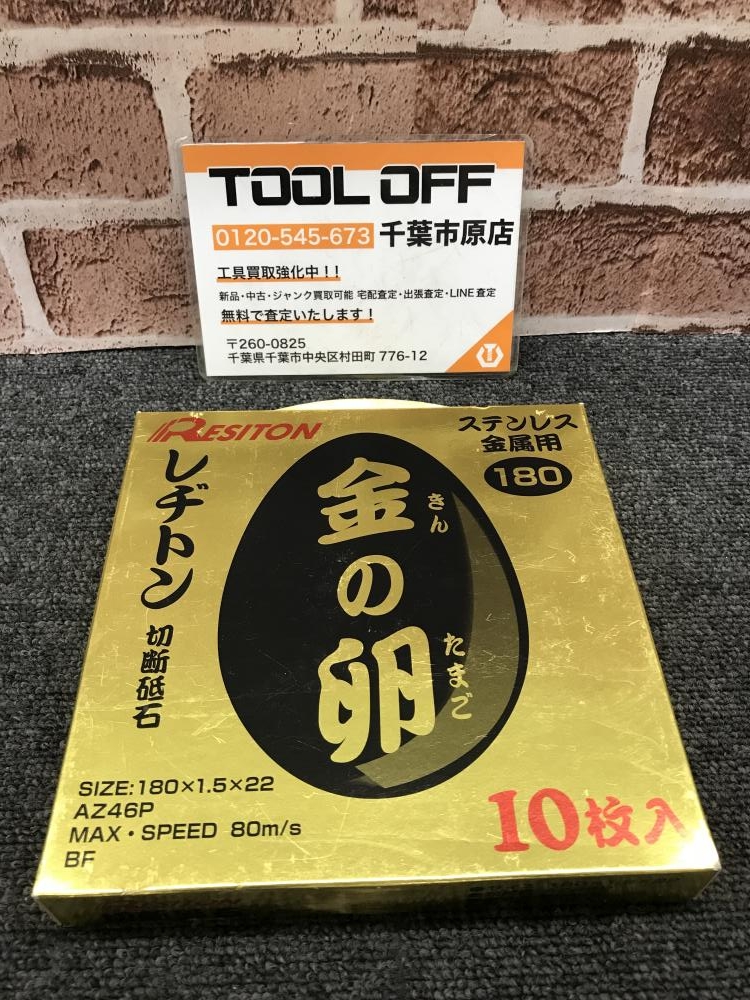 TOOL OFF
0120-545-673 千葉市原店
工具買取強化中！！
新品・中古・ジャンク買取可能 宅配査定・出張査定・LINE査定
無料で査定いたします！
〒260-0825
千葉県千葉市中央区村田町 776-12
RESITON
ステンレス
金属用
180
レヂトン
切断砥石
金の卵
きん
たまご
SIZE:180×1.5×22
AZ46P
MAX・SPEED 80m/s
BF
10枚入